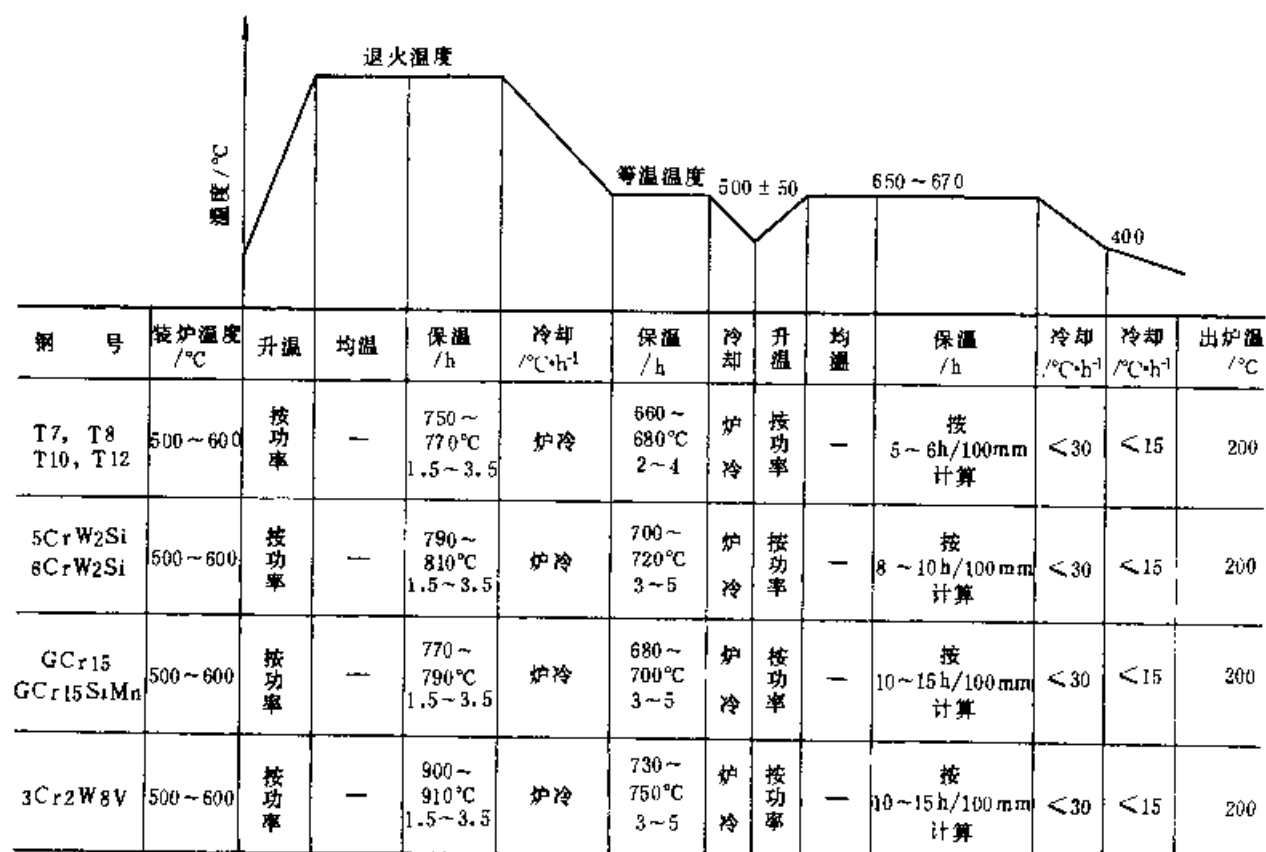 退火温度
温度/°C
等温温度
500±50
650~670
400
钢 号
装炉温度
/°C
升温
均温
保温
/h
冷却
/°C·h-1
保温
/h
冷
却
升
温
均
温
保温
/h
冷却
/°C·h-1
冷却
/°C·h-1
出炉温
/°C
T7, T8
T10, T12
500~600
按
功
率
—
750~
770°C
1.5~3.5
炉冷
660~
680°C
2~4
炉
冷
按
功
率
—
按
5~6h/100mm
计算
<30
<15
200
5CrW2Si
6CrW2Si
500~600
按
功
率
—
790~
810°C
1.5~3.5
炉冷
700~
720°C
3~5
炉
冷
按
功
率
—
按
8~10h/100mm
计算
<30
<15
200
GCr15
GCr15SiMn
500~600
按
功
率
—
770~
790°C
1.5~3.5
炉冷
680~
700°C
3~5
炉
冷
按
功
率
—
按
10~15h/100mm
计算
<30
<15
200
3Cr2W8V
500~600
按
功
率
—
900~
910°C
1.5~3.5
炉冷
730~
750°C
3~5
炉
冷
按
功
率
—
按
10~15h/100mm
计算
<30
<15
200